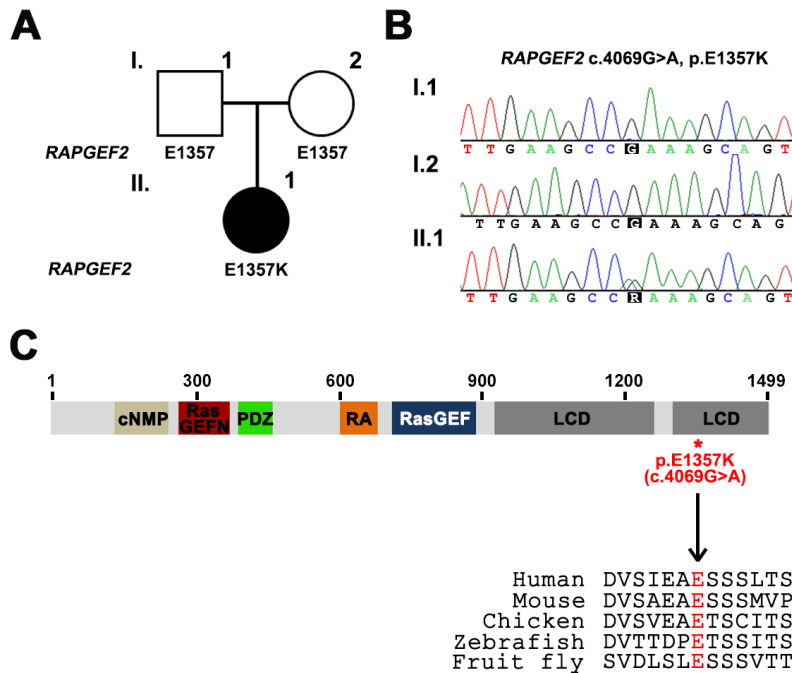 A
I.
1
2
RAPGEF2
E1357
E1357
II.
1
RAPGEF2
E1357K
B
RAPGEF2 c.4069G>A, p.E1357K
I.1
T T G A A G C C G A A A G C A G T
I.2
T T G A A G C C G A A A G C A G
II.1
T T G A A G C C R A A A G C A G T
C
1 300 600 900 1200 1499
cNMP
Ras
GEFN
PDZ
RA
RasGEF
LCD
LCD
*
p.E1357K
(c.4069G>A)
Human DVSIEAESSSLTS
Mouse DVSAEAESSSMVP
Chicken DVSVEAETSCITS
Zebrafish DVTTDPETSSITS
Fruit fly SVDLSLESSSVTT